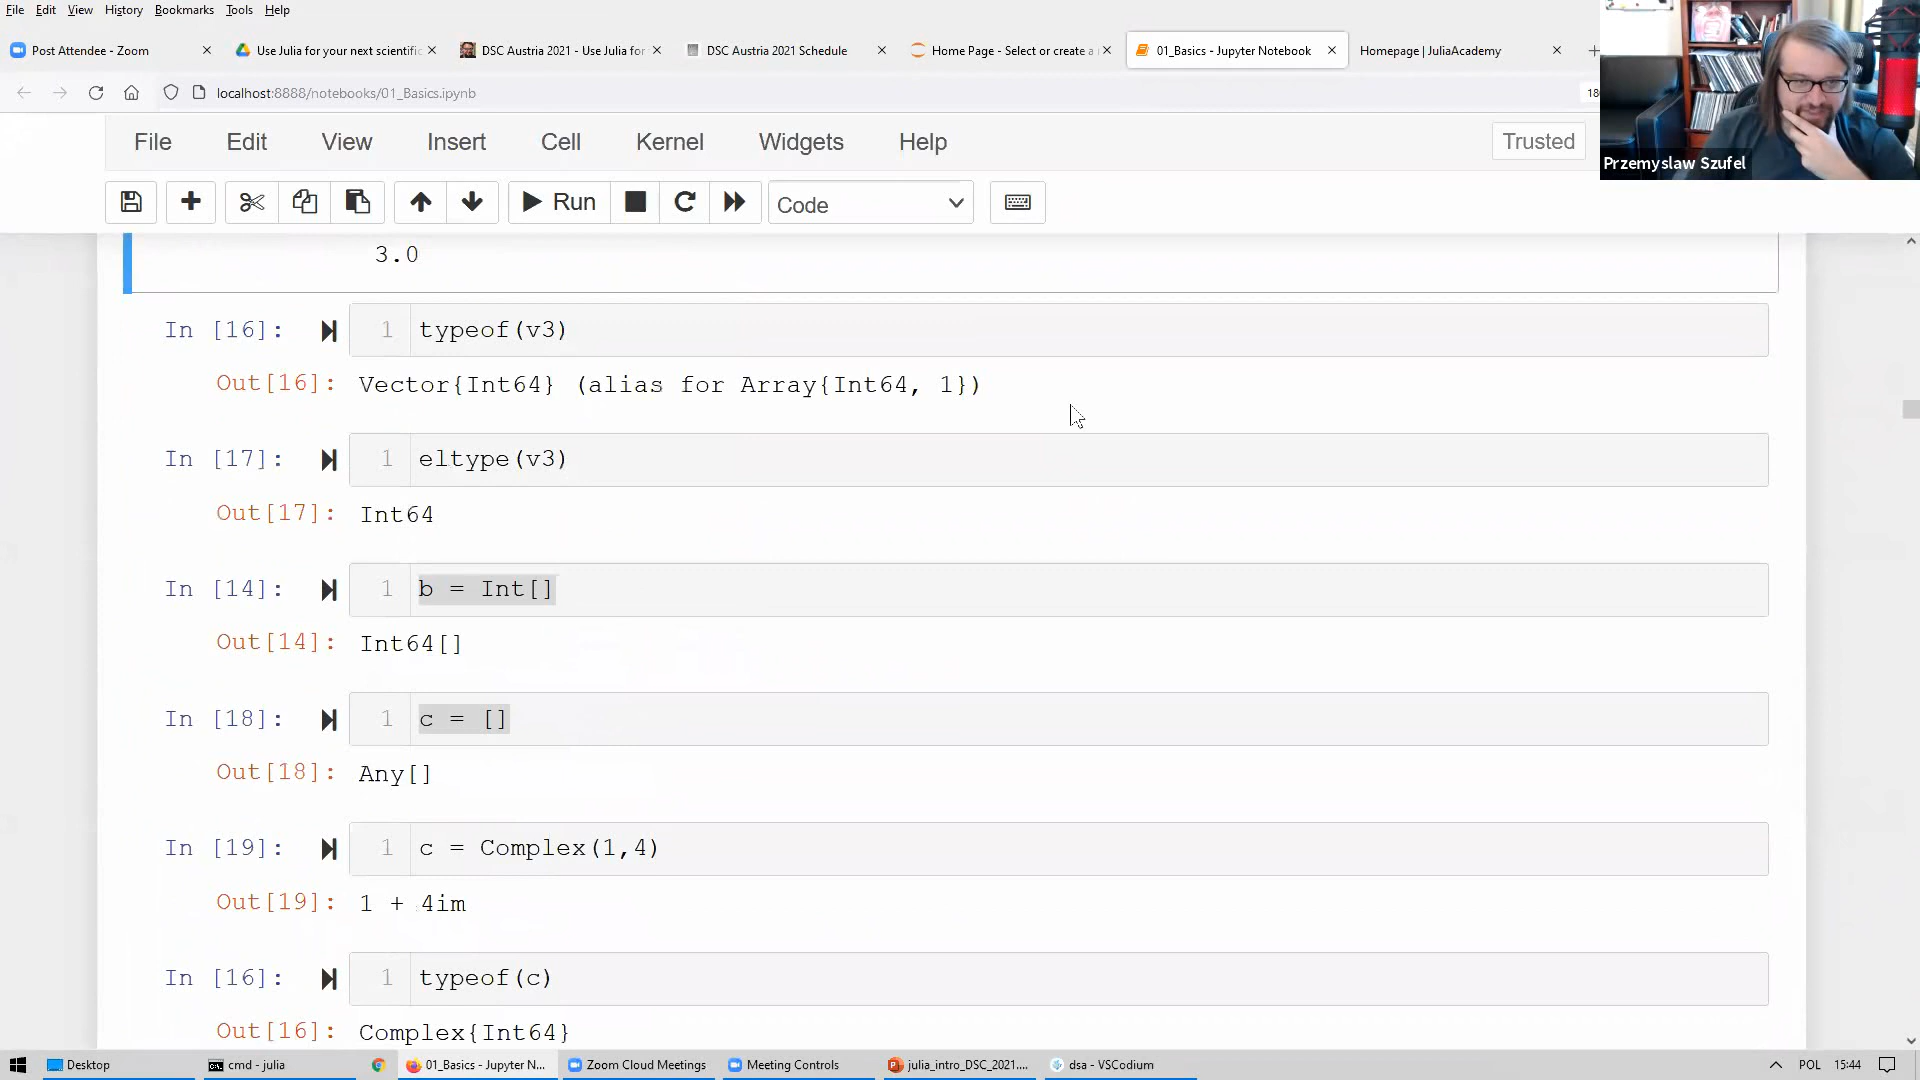 File Edit View History Bookmarks Tools Help
Post Attendee - Zoom
Use Julia for your next scientific
DSC Austria 2021 - Use Julia for
DSC Austria 2021 Schedule
Home Page - Select or create a
01_Basics - Jupyter Notebook
Homepage | JuliaAcademy
localhost:8888/notebooks/01_Basics.ipynb
18
Przemyslaw Szufel
File Edit View Insert Cell Kernel Widgets Help
Trusted
Run
Code
3.0
In [16]: 1 typeof(v3)
Out[16]: Vector{Int64} (alias for Array{Int64, 1})
In [17]: 1 eltype(v3)
Out[17]: Int64
In [14]: 1 b = Int[]
Out[14]: Int64[]
In [18]: 1 c = []
Out[18]: Any[]
In [19]: 1 c = Complex(1,4)
Out[19]: 1 + 4im
In [16]: 1 typeof(c)
Out[16]: Complex{Int64}
Desktop
cmd - julia
01_Basics - Jupyter N...
Zoom Cloud Meetings
Meeting Controls
julia_intro_DSC_2021....
dsa - VSCodium
POL
15:44